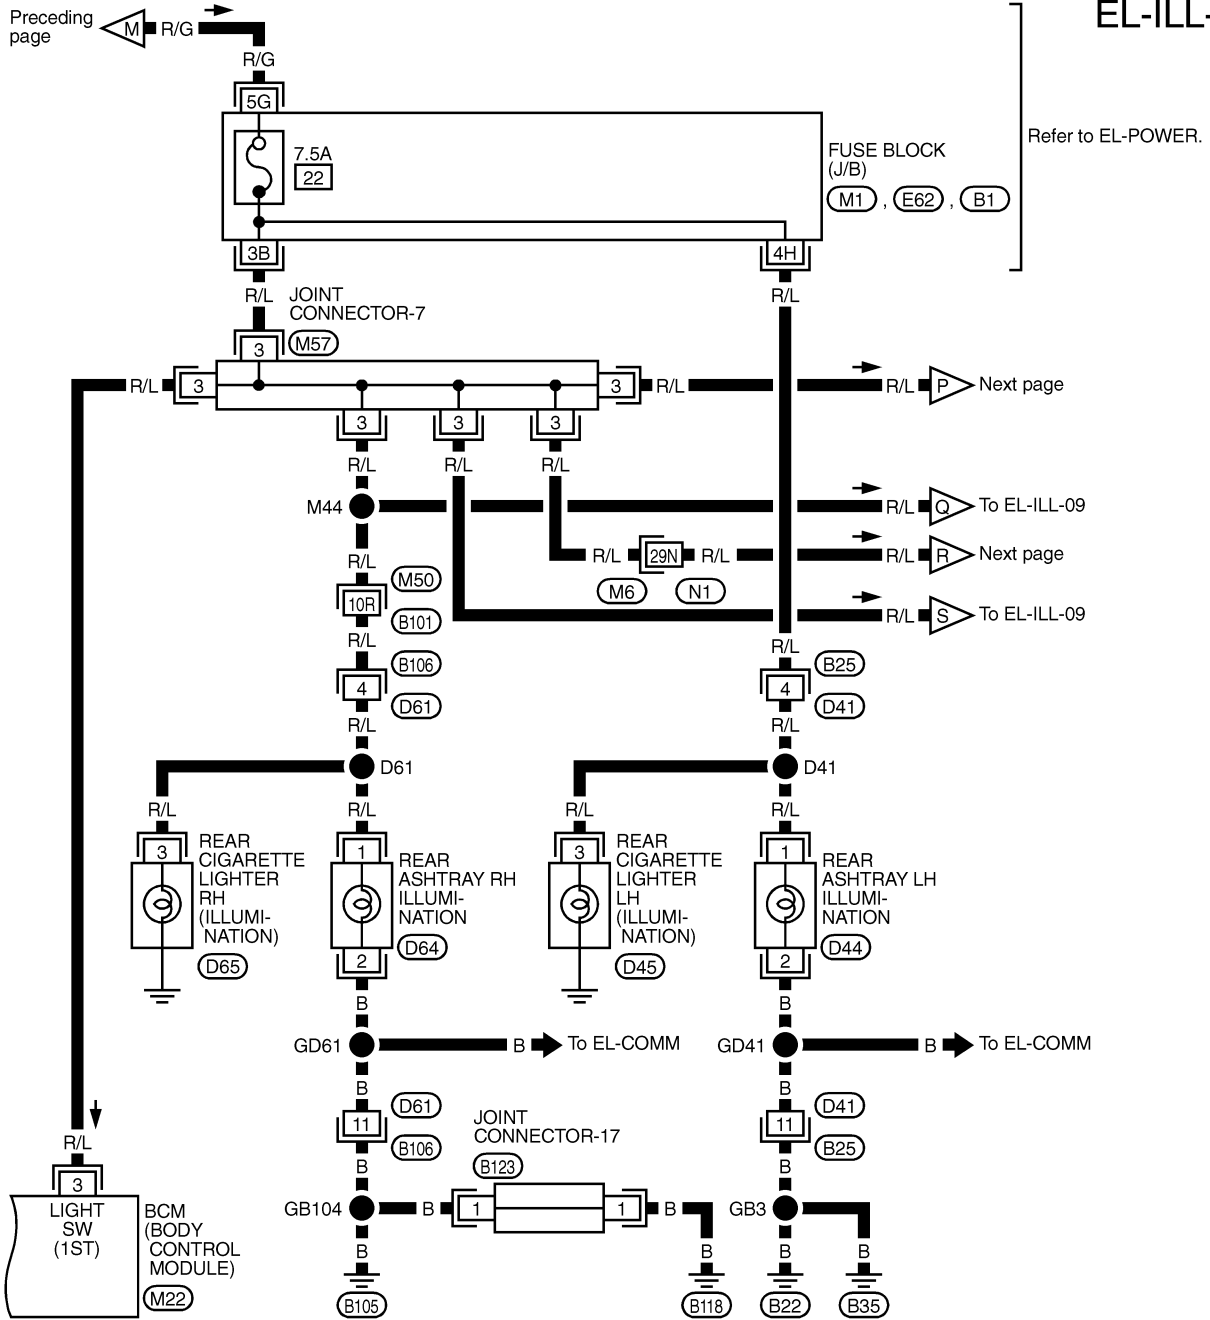 EL-ILL-
Preceding
page
M
R/G
R/G
5G
7.5A
22
FUSE BLOCK
(J/B)
M1 , E62 , B1
Refer to EL-POWER.
3B
4H
R/L
R/L
JOINT
CONNECTOR-7
M57
3
R/L
3
3
R/L
R/L
P
Next page
3
3
3
R/L
R/L
R/L
M44
R/L
Q
To EL-ILL-09
R/L
29N
R/L
R/L
R
Next page
M6
N1
R/L
M50
10R
B101
R/L
S
To EL-ILL-09
R/L
R/L
B106
4
D61
B25
4
D41
R/L
R/L
D61
D41
R/L
R/L
R/L
R/L
3
REAR
CIGARETTE
LIGHTER
RH
(ILLUMI-
NATION)
D65
1
REAR
ASHTRAY RH
ILLUMI-
NATION
D64
2
3
REAR
CIGARETTE
LIGHTER
LH
(ILLUMI-
NATION)
D45
1
REAR
ASHTRAY LH
ILLUMI-
NATION
D44
2
B
B
GD61
B
To EL-COMM
GD41
B
To EL-COMM
B
B
D61
11
B106
D41
11
B25
JOINT
CONNECTOR-17
B123
R/L
3
LIGHT
SW
(1ST)
BCM
(BODY
CONTROL
MODULE)
M22
B
B
GB104
B
1
1
B
GB3
B
B
B
B
B105
B118
B22
B35